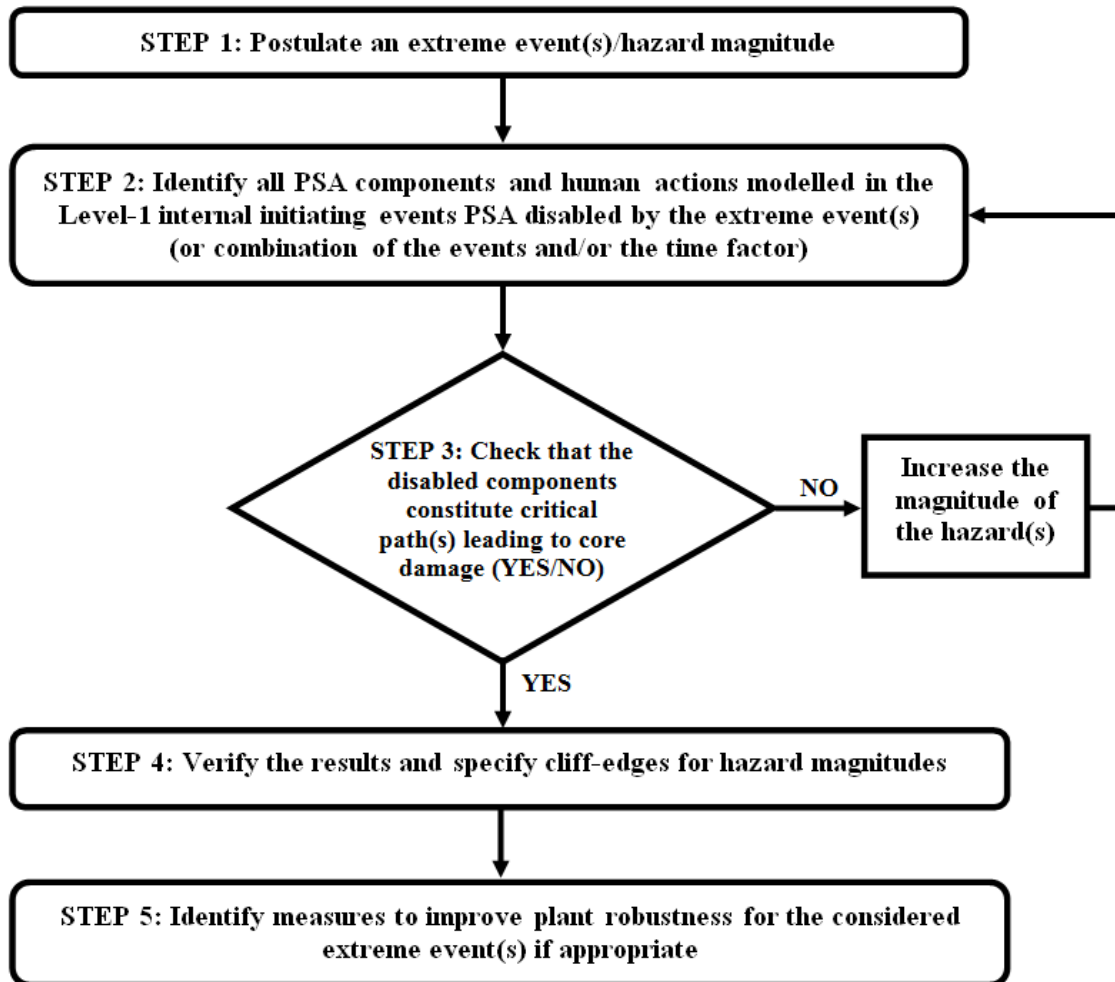 STEP 1: Postulate an extreme event(s)/hazard magnitude
STEP 2: Identify all PSA components and human actions modelled in the
Level-1 internal initiating events PSA disabled by the extreme event(s)
(or combination of the events and/or the time factor)
STEP 3: Check that the
disabled components
constitute critical
path(s) leading to core
damage (YES/NO)
NO
Increase the
magnitude of
the hazard(s)
YES
STEP 4: Verify the results and specify cliff-edges for hazard magnitudes
STEP 5: Identify measures to improve plant robustness for the considered
extreme event(s) if appropriate